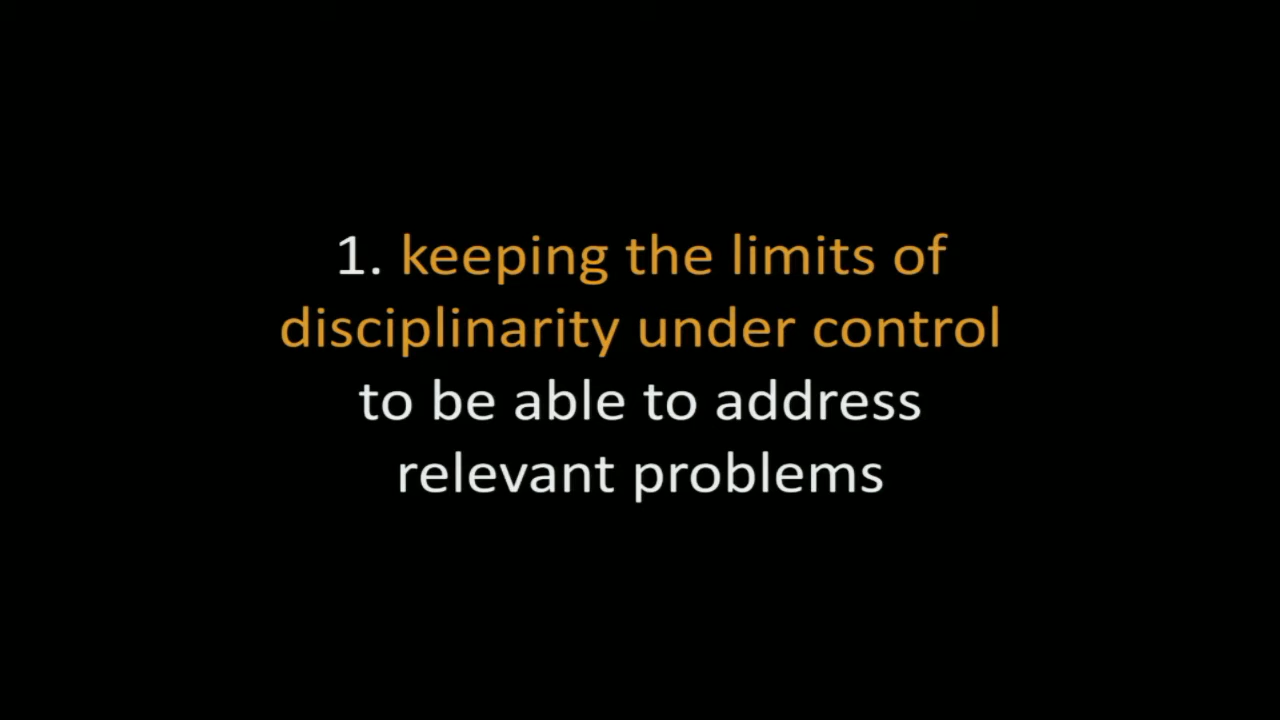 1. keeping the limits of
disciplinarity under control
to be able to address
relevant problems